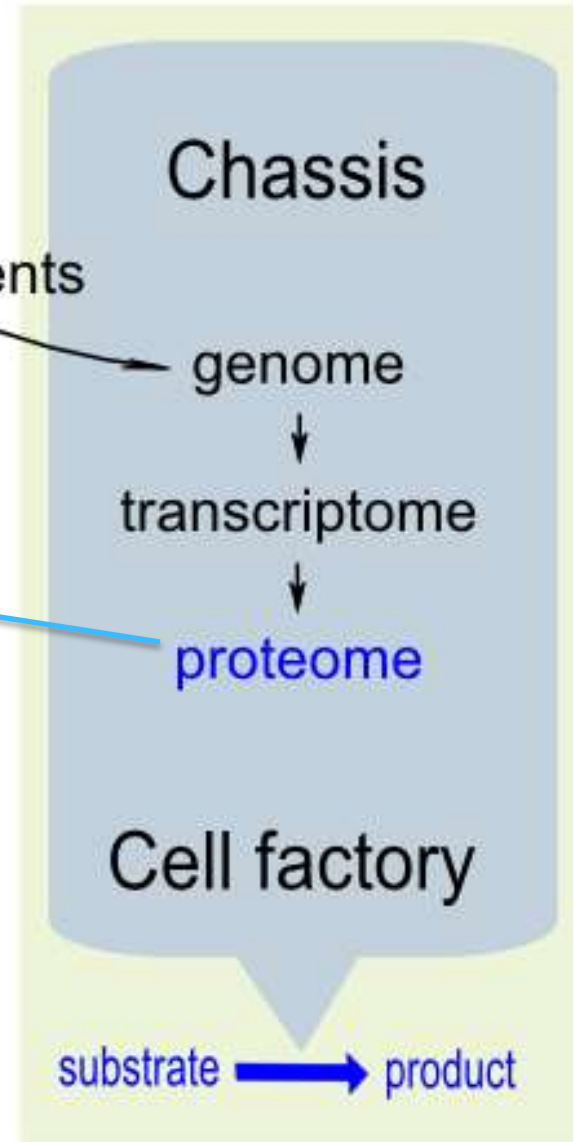 Chassis
ents
genome
transcriptome
proteome
Cell factory
substrate product